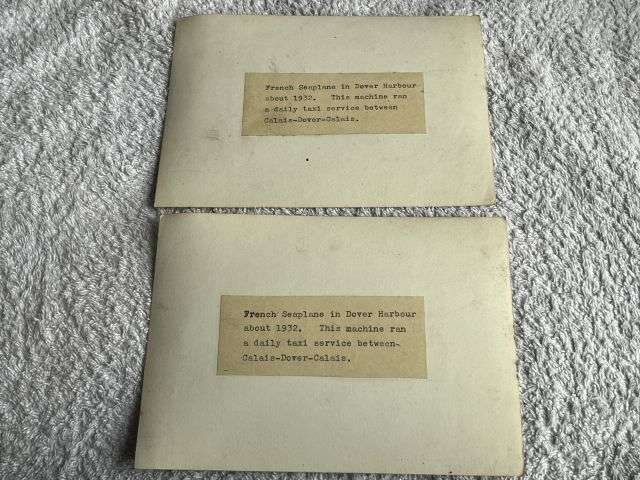 French Seaplane in Dover Harbour
about 1932. This machine ran
a daily taxi service between
Calais-Dover-Calais.
French Seaplane in Dover Harbour
about 1932. This machine ran
a daily taxi service between
Calais-Dover-Calais.